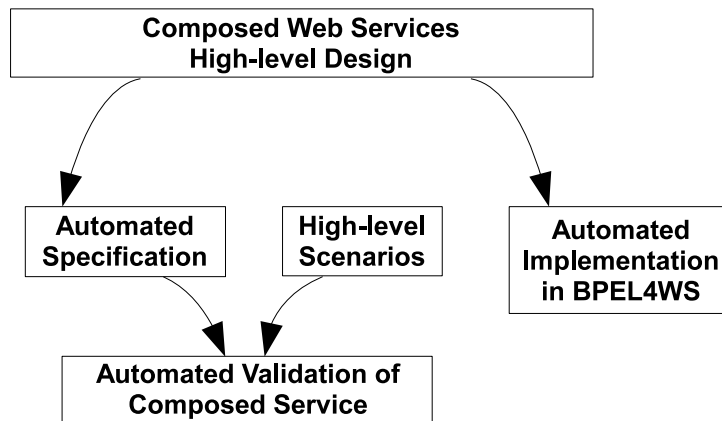 Composed Web Services
High-level Design
Automated
Specification
High-level
Scenarios
Automated
Implementation
in BPEL4WS
Automated Validation of
Composed Service